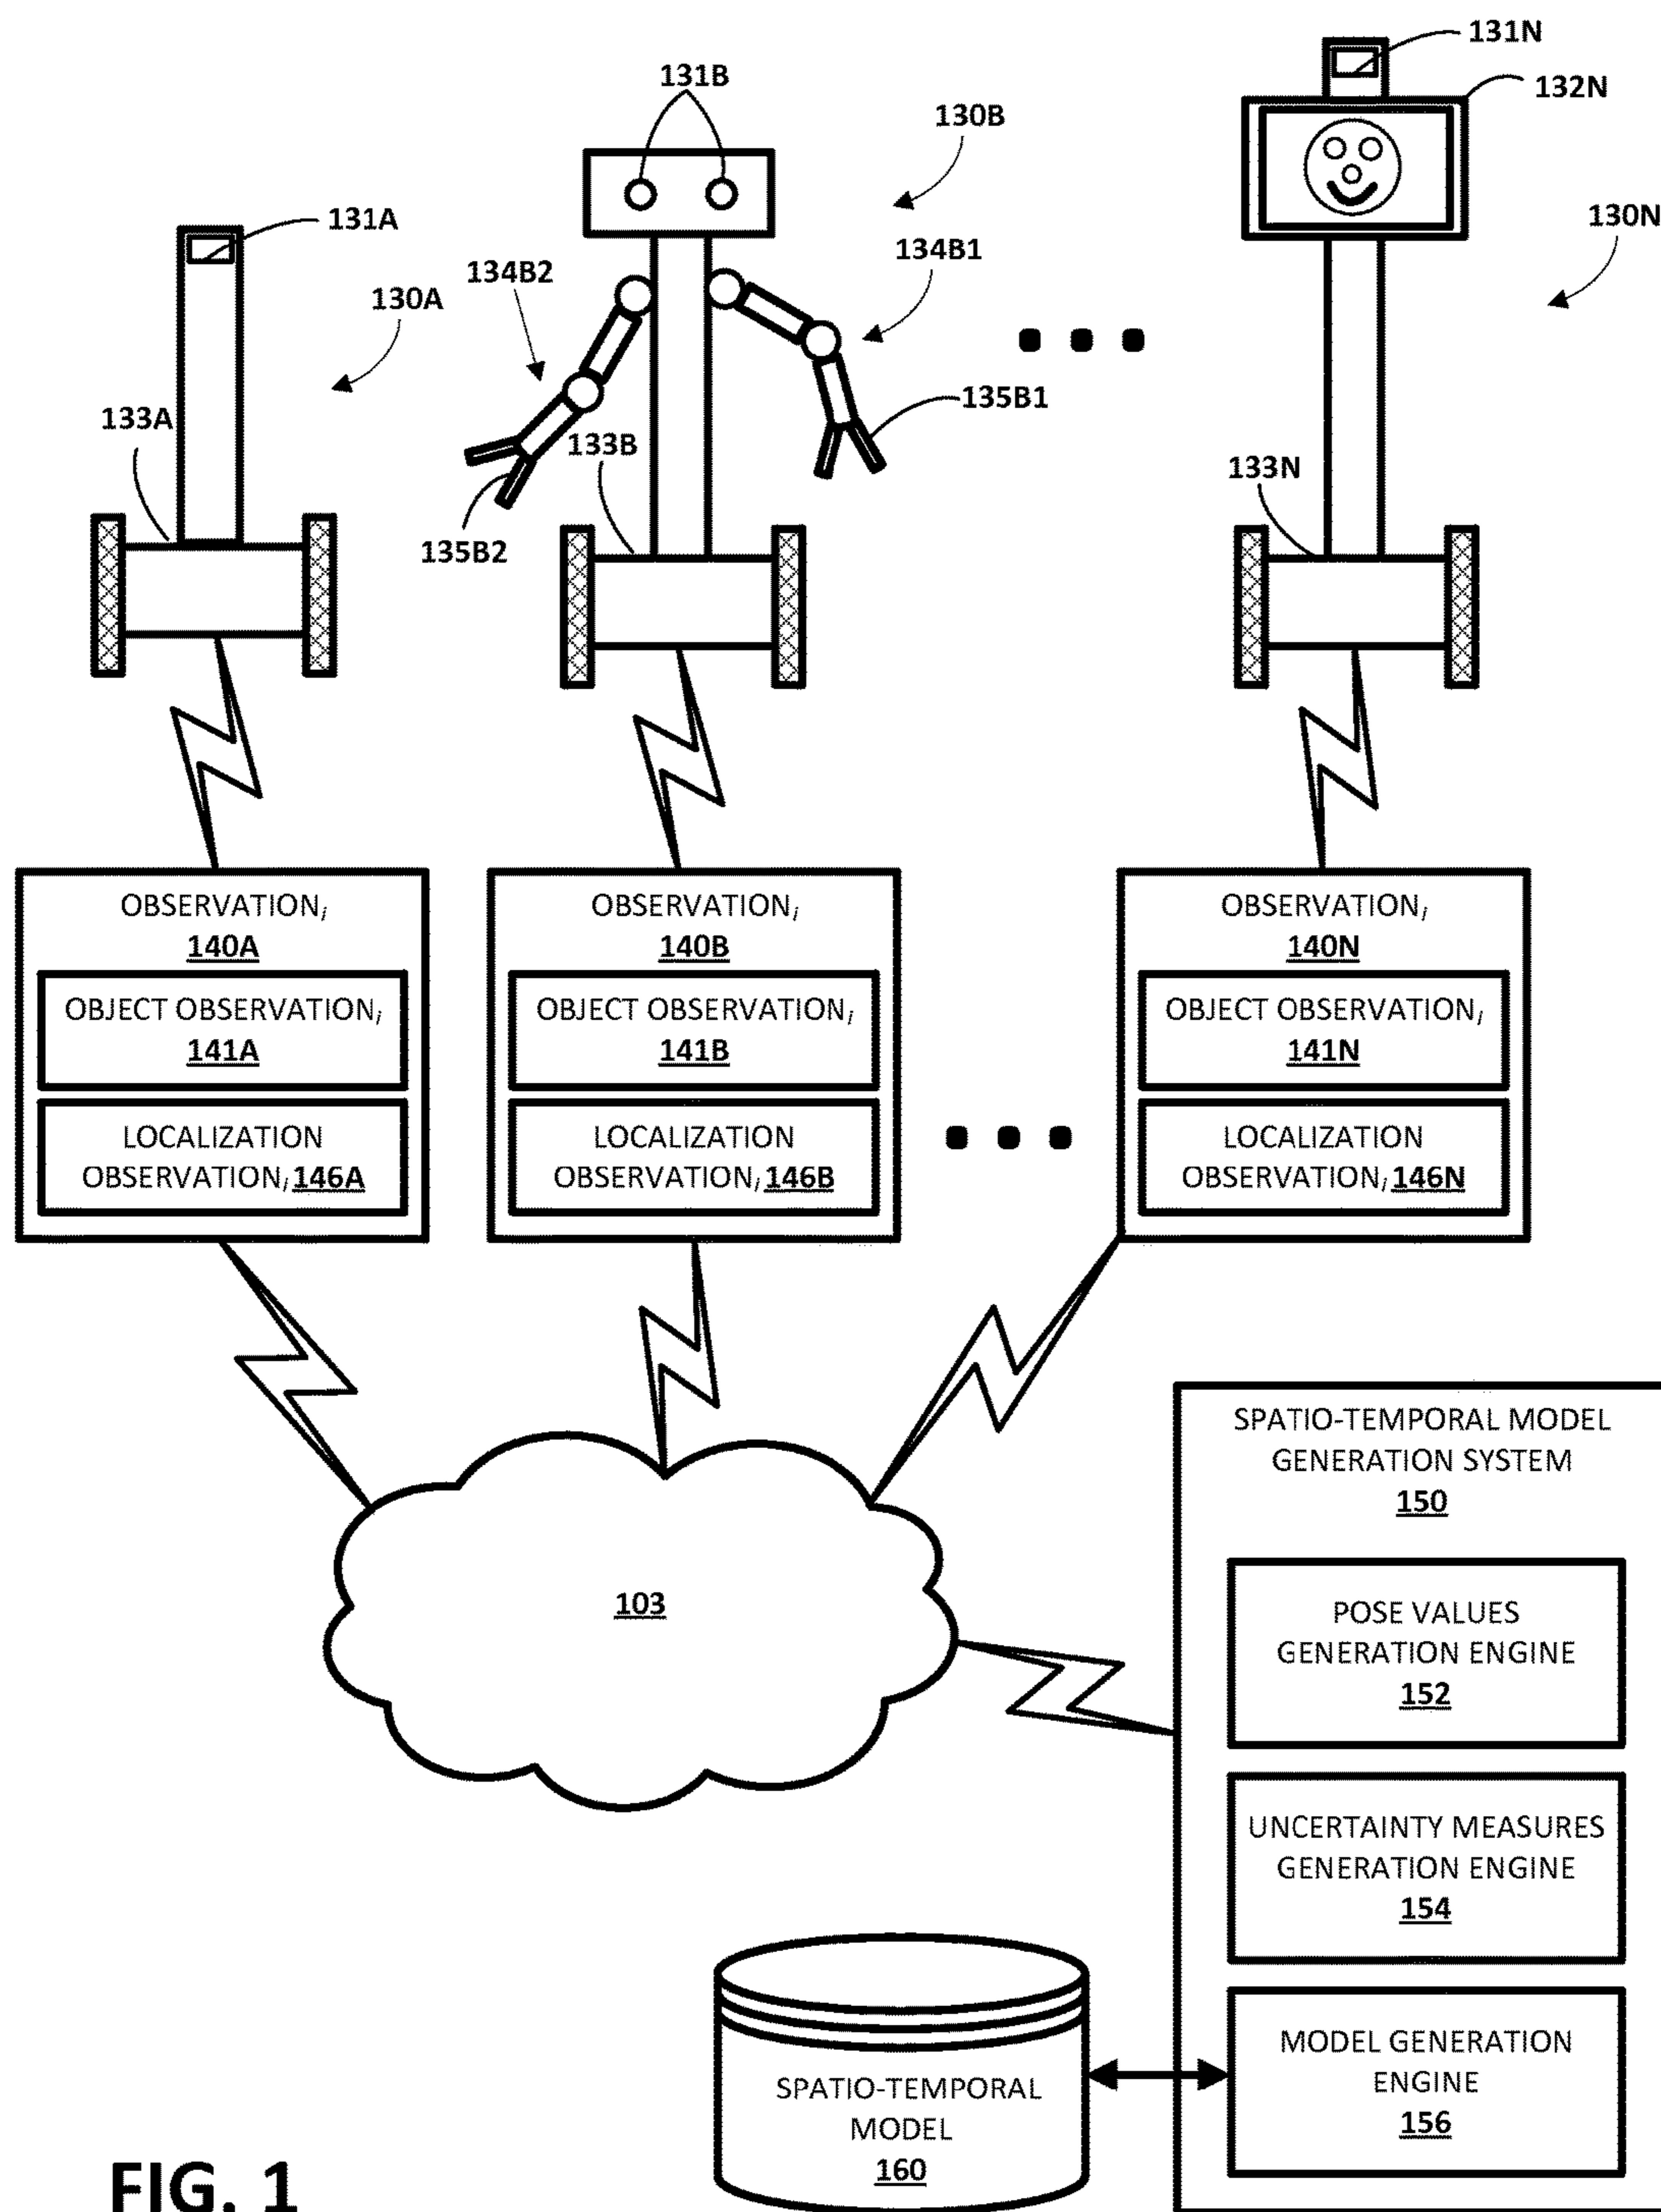 131N
131B
132N
130B
131A
130N
134B2
134B1
130A
135B1
133A
133B
133N
135B2
OBSERVATIONᵢ
140A
OBJECT OBSERVATIONᵢ
141A
LOCALIZATION
OBSERVATIONᵢ 146A
OBSERVATIONᵢ
140B
OBJECT OBSERVATIONᵢ
141B
LOCALIZATION
OBSERVATIONᵢ 146B
OBSERVATIONᵢ
140N
OBJECT OBSERVATIONᵢ
141N
LOCALIZATION
OBSERVATIONᵢ 146N
103
SPATIO-TEMPORAL MODEL
GENERATION SYSTEM
150
POSE VALUES
GENERATION ENGINE
152
UNCERTAINTY MEASURES
GENERATION ENGINE
154
MODEL GENERATION
ENGINE
156
SPATIO-TEMPORAL
MODEL
160
FIG. 1